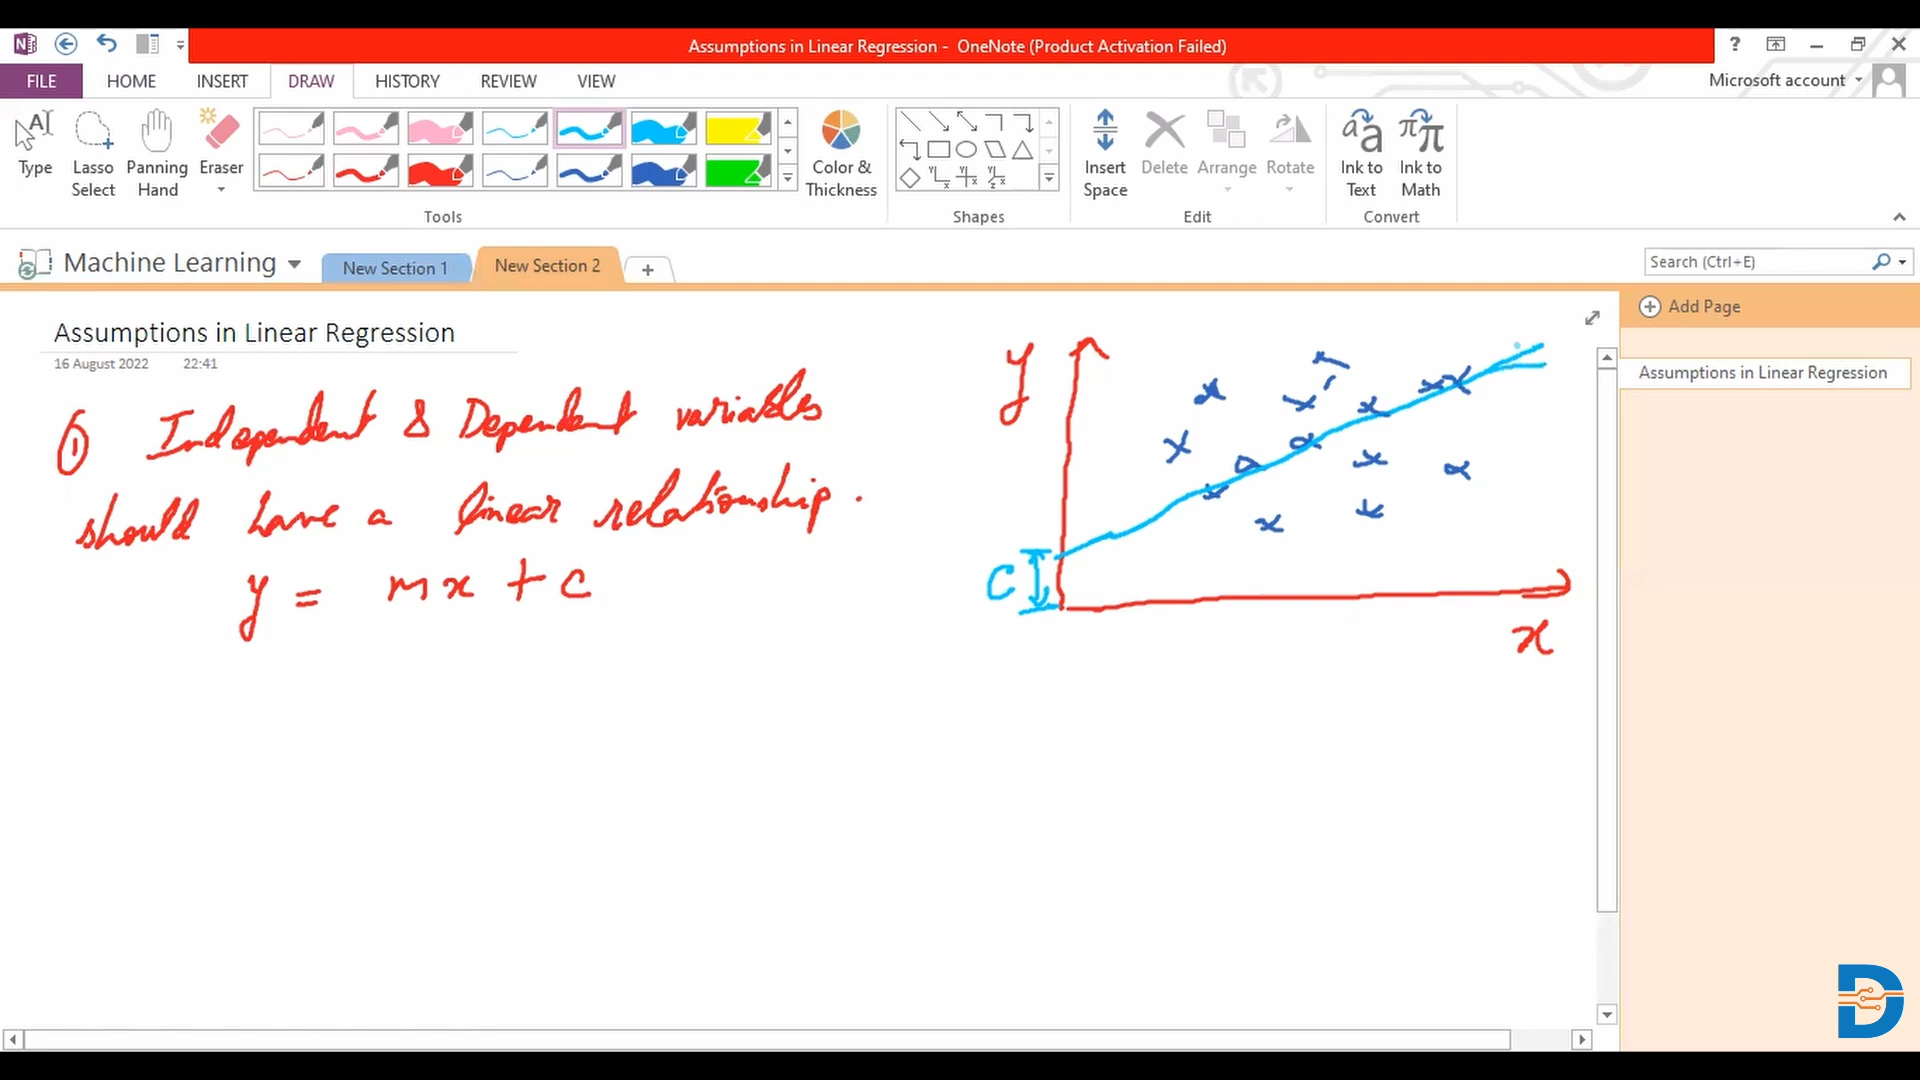 Assumptions in Linear Regression - OneNote (Product Activation Failed)
?
FILE HOME INSERT DRAW HISTORY REVIEW VIEW
Microsoft account
Type
Lasso Select
Panning Hand
Eraser
Color & Thickness
Insert Space
Delete
Arrange
Rotate
Ink to Text
Ink to Math
Tools
Shapes
Edit
Convert
Machine Learning
New Section 1
New Section 2
Search (Ctrl+E)
Add Page
Assumptions in Linear Regression
Assumptions in Linear Regression
16 August 2022 22:41
① Independent & Dependent variables
should have a linear relationship.
y = mx + c
y
C
x